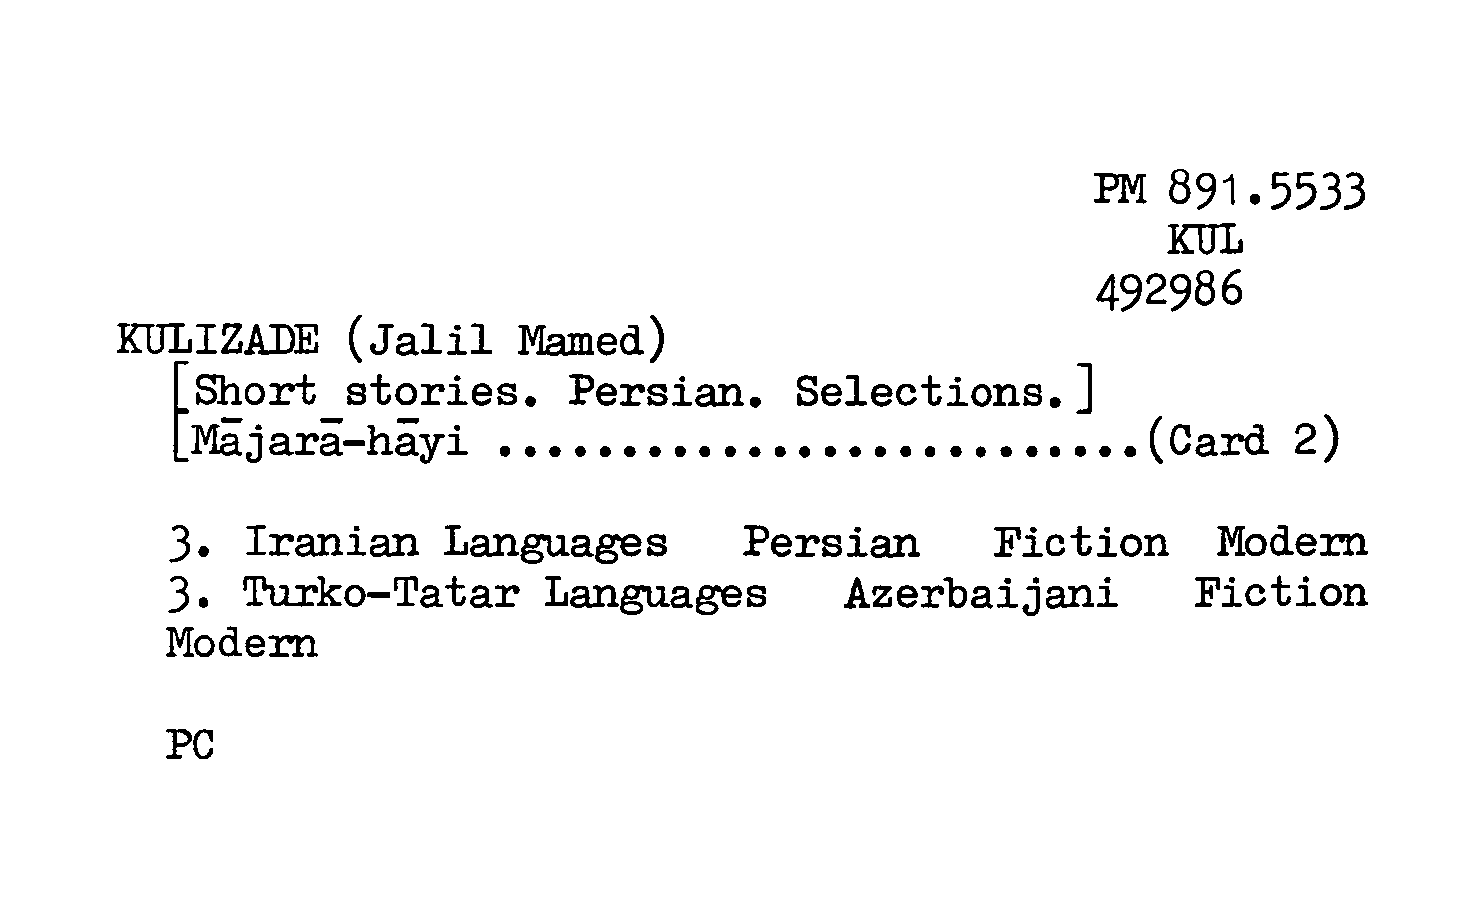 PM 891.5533
KUL
492986
KULIZADE (Jalil Mamed)
[Short stories. Persian. Selections.]
[Mājarā-hāyi ..........................(Card 2)
3. Iranian Languages Persian Fiction Modern
3. Turko-Tatar Languages Azerbaijani Fiction
Modern
PC